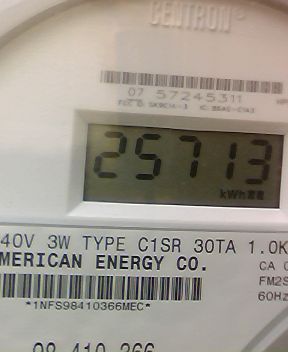 CENTRON®
07 57245311
25713
kWh
40V 3W TYPE C1SR 30TA 1.0K
MERICAN ENERGY CO.
CA
FM2S
60Hz
*1NFS98410366MEC*
98 410 366